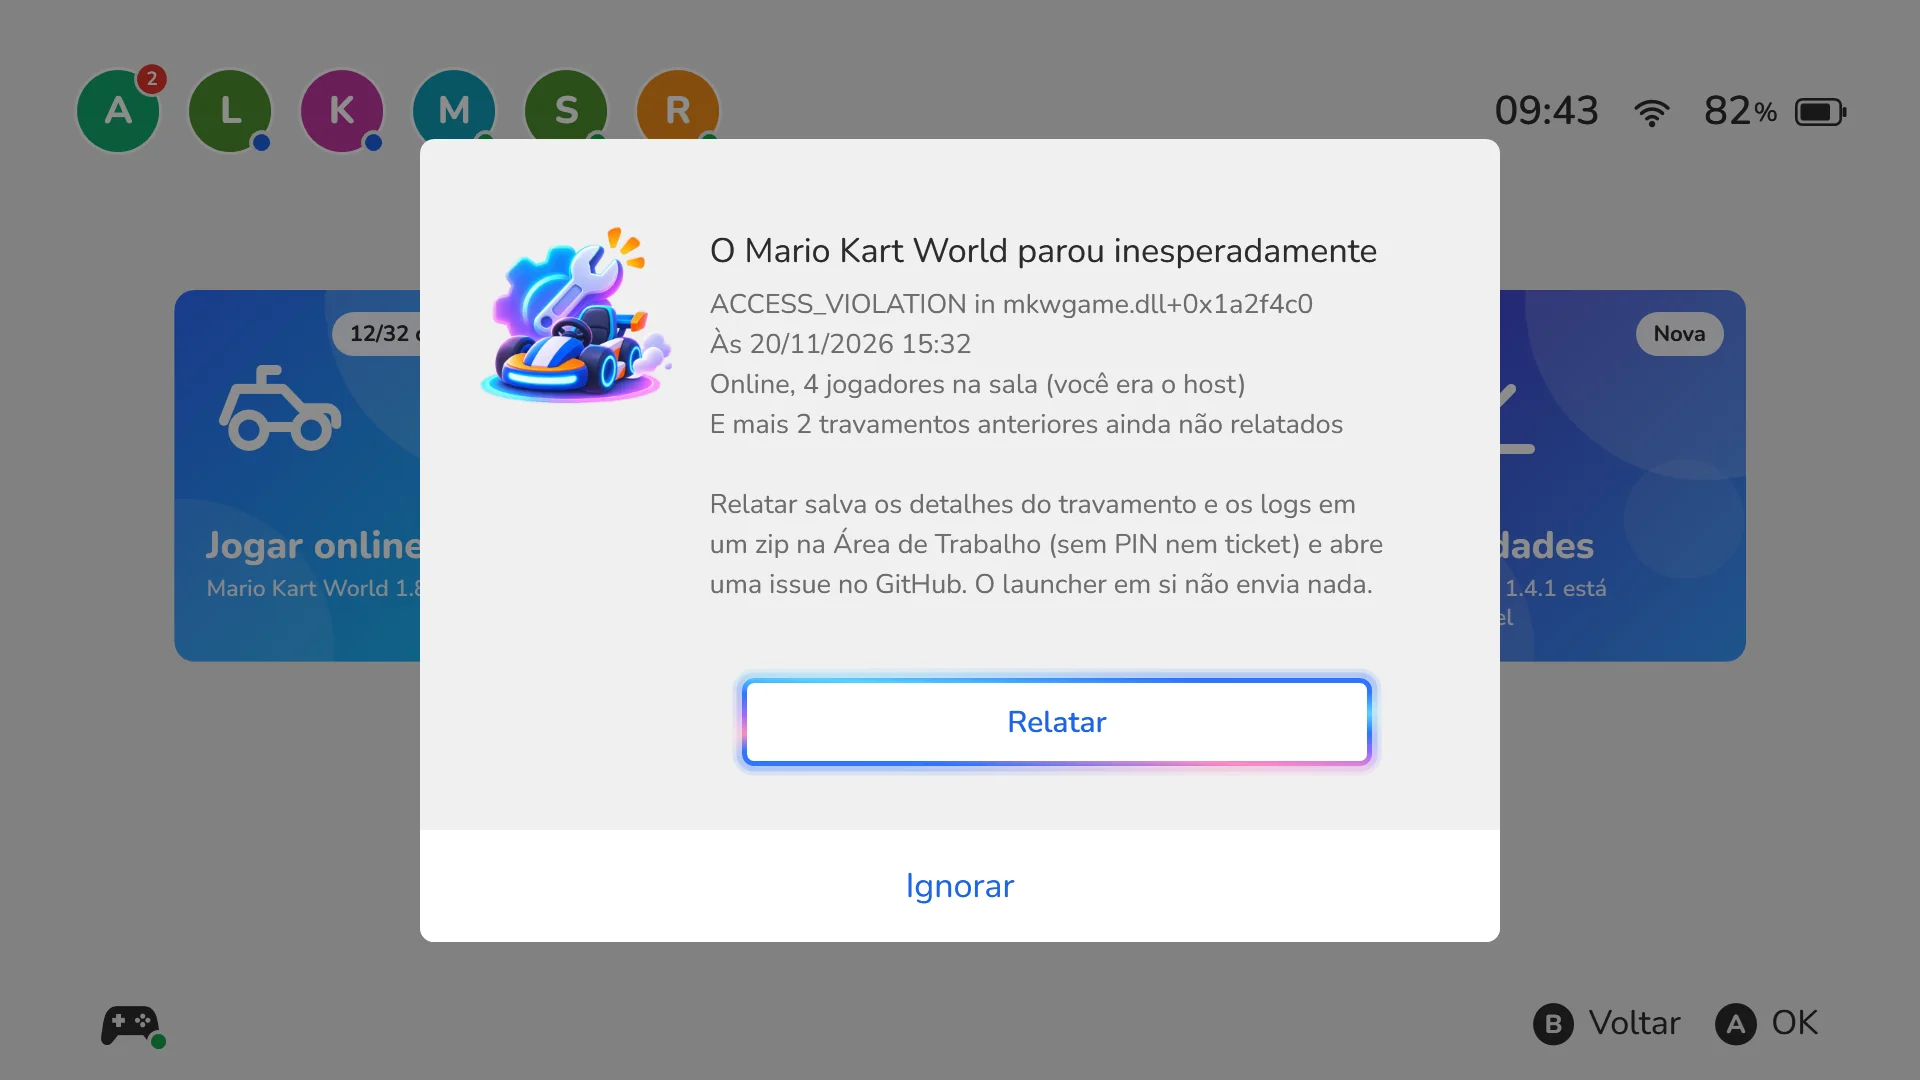 A
2
L
K
M
S
R
09:43
82%
O Mario Kart World parou inesperadamente
ACCESS_VIOLATION in mkwgame.dll+0x1a2f4c0
Às 20/11/2026 15:32
Online, 4 jogadores na sala (você era o host)
E mais 2 travamentos anteriores ainda não relatados
Relatar salva os detalhes do travamento e os logs em
um zip na Área de Trabalho (sem PIN nem ticket) e abre
uma issue no GitHub. O launcher em si não envia nada.
Relatar
Ignorar
12/32
Jogar online
Mario Kart World 1.8
Nova
dades
1.4.1 está
el
B Voltar
A OK